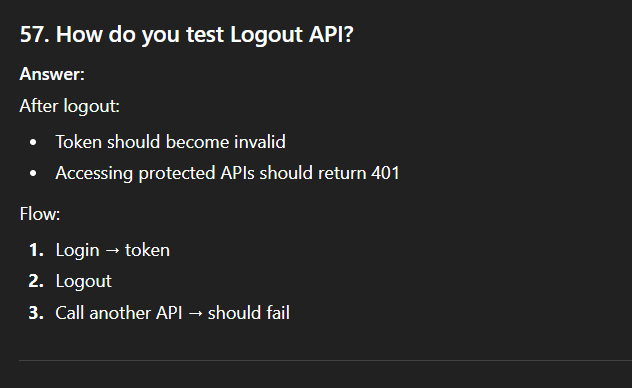 57. How do you test Logout API?
Answer:
After logout:
• Token should become invalid
• Accessing protected APIs should return 401
Flow:
1. Login → token
2. Logout
3. Call another API → should fail